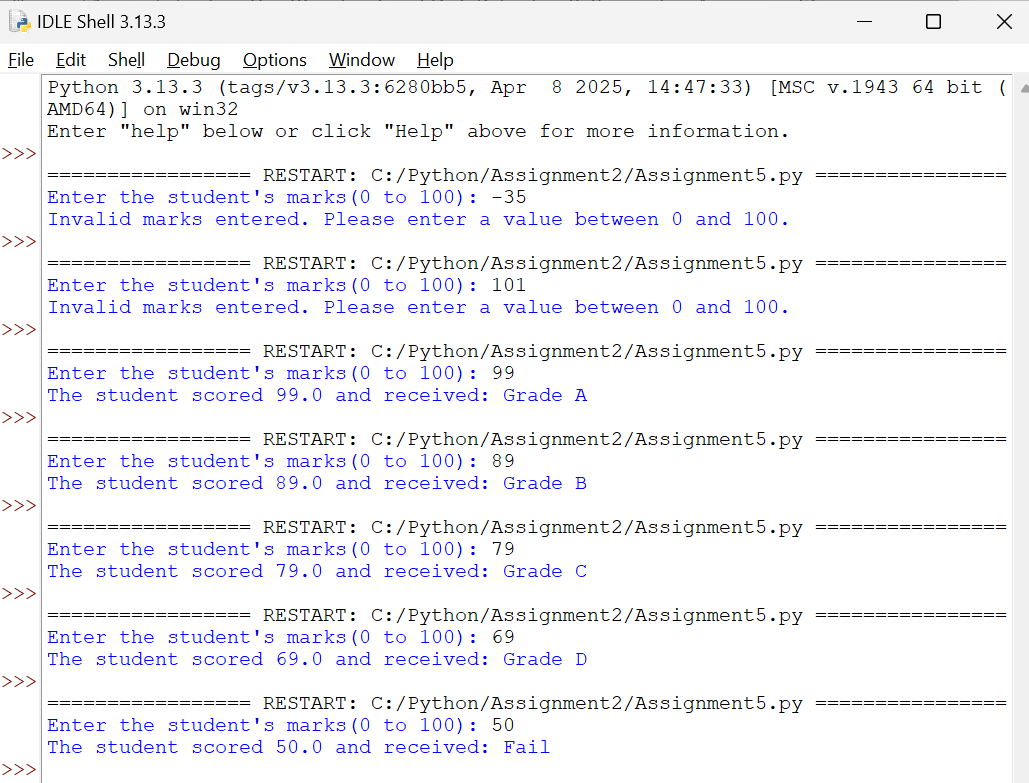 IDLE Shell 3.13.3
File Edit Shell Debug Options Window Help
Python 3.13.3 (tags/v3.13.3:6280bb5, Apr  8 2025, 14:47:33) [MSC v.1943 64 bit (
AMD64)] on win32
Enter "help" below or click "Help" above for more information.
>>>
================= RESTART: C:/Python/Assignment2/Assignment5.py ================
Enter the student's marks(0 to 100): -35
Invalid marks entered. Please enter a value between 0 and 100.
>>>
================= RESTART: C:/Python/Assignment2/Assignment5.py ================
Enter the student's marks(0 to 100): 101
Invalid marks entered. Please enter a value between 0 and 100.
>>>
================= RESTART: C:/Python/Assignment2/Assignment5.py ================
Enter the student's marks(0 to 100): 99
The student scored 99.0 and received: Grade A
>>>
================= RESTART: C:/Python/Assignment2/Assignment5.py ================
Enter the student's marks(0 to 100): 89
The student scored 89.0 and received: Grade B
>>>
================= RESTART: C:/Python/Assignment2/Assignment5.py ================
Enter the student's marks(0 to 100): 79
The student scored 79.0 and received: Grade C
>>>
================= RESTART: C:/Python/Assignment2/Assignment5.py ================
Enter the student's marks(0 to 100): 69
The student scored 69.0 and received: Grade D
>>>
================= RESTART: C:/Python/Assignment2/Assignment5.py ================
Enter the student's marks(0 to 100): 50
The student scored 50.0 and received: Fail
>>>